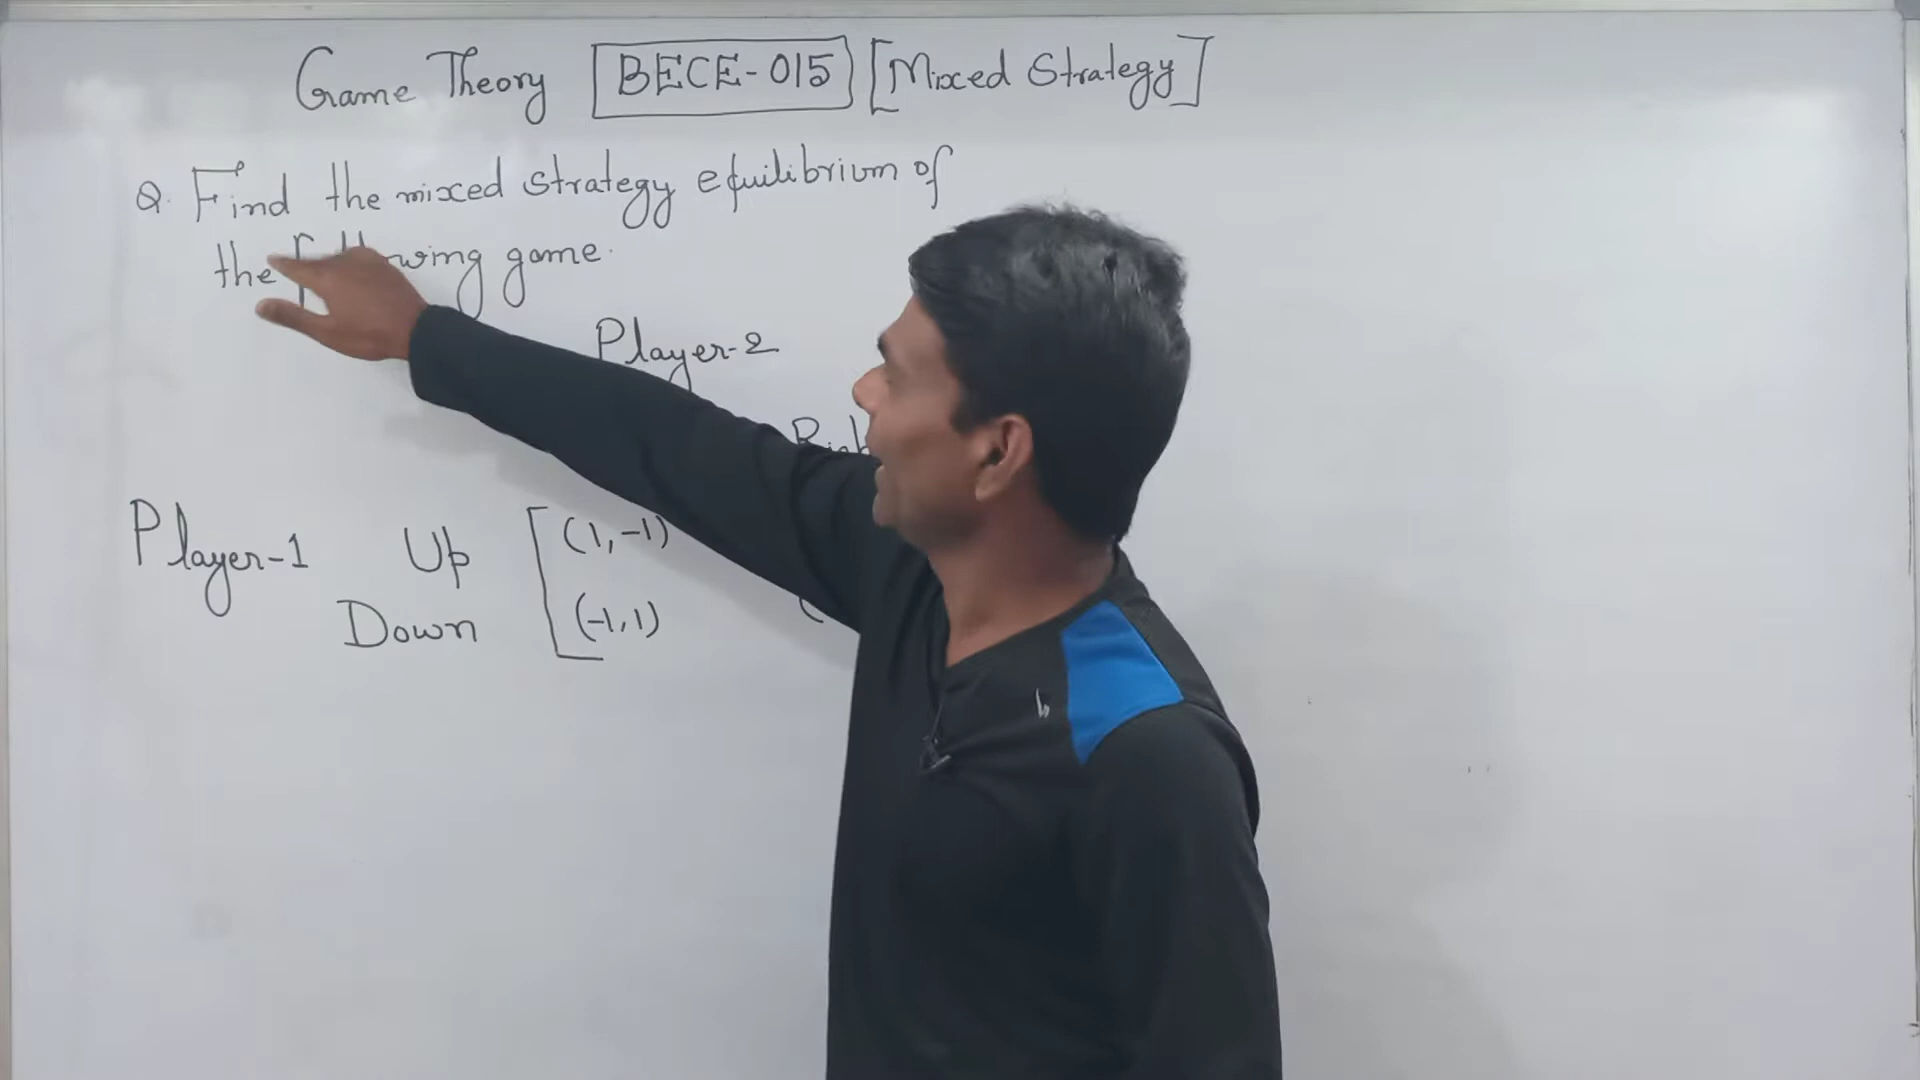 Game Theory [BECE-015] [Mixed Strategy]
Q. Find the mixed strategy equilibrium of
the following game.
Player-2
Player-1 Up (1,-1)
Down (-1,1)